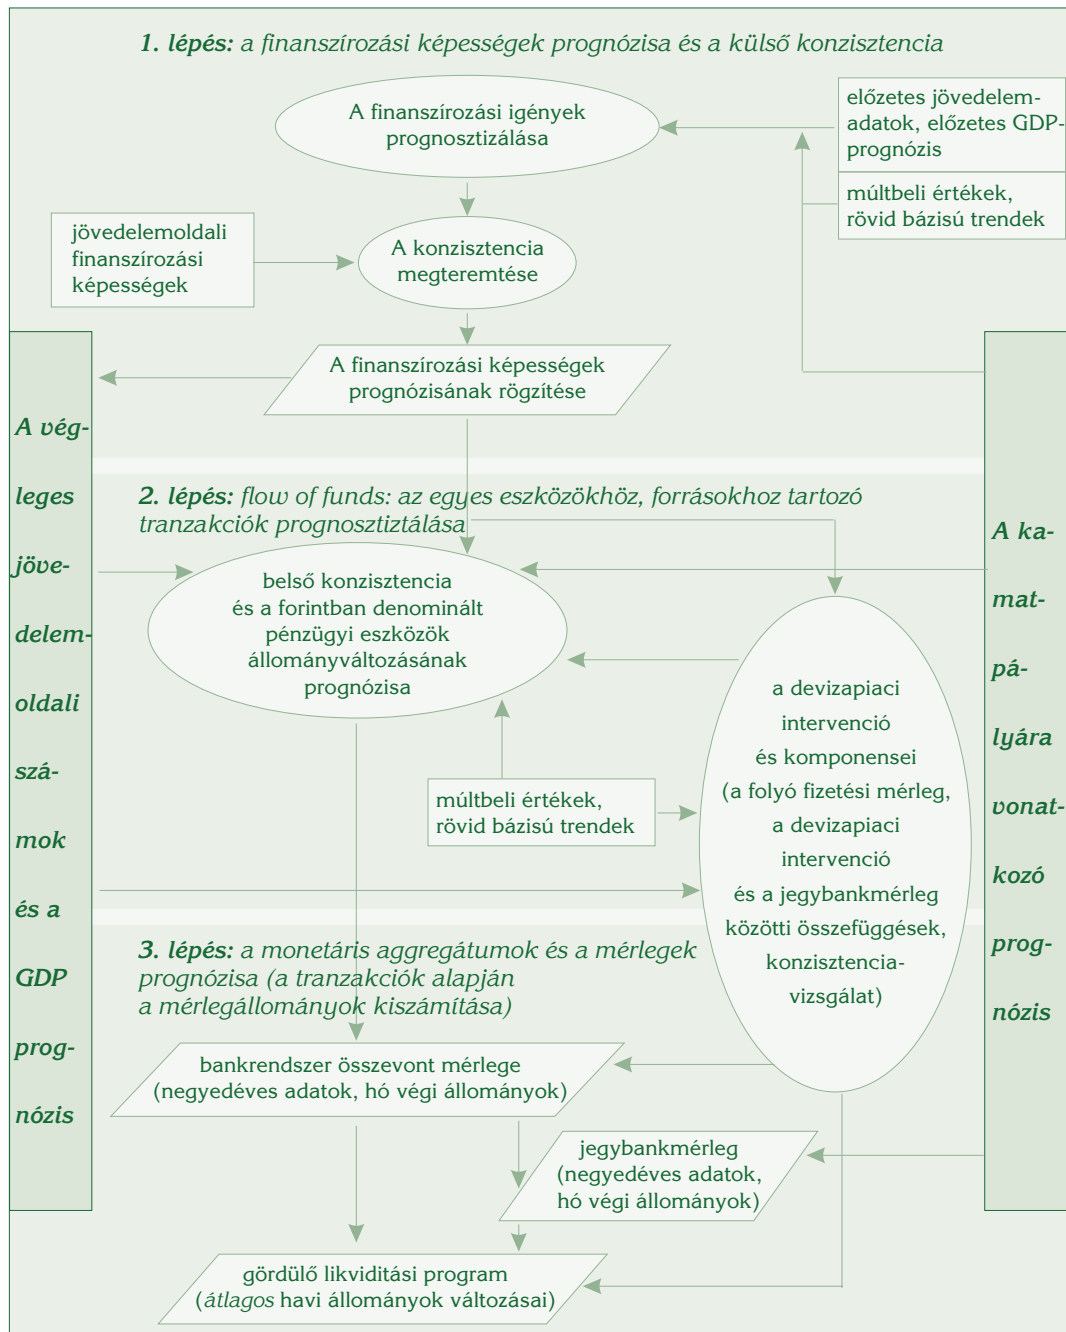 1. lépés: a finanszírozási képességek prognózisa és a külső konzisztencia
A finanszírozási igények
prognosztizálása
előzetes jövedelem-
adatok, előzetes GDP-
prognózis
múltbeli értékek,
rövid bázisú trendek
jövedelemoldali
finanszírozási
képességek
A konzisztencia
megteremtése
A finanszírozási képességek
prognózisának rögzítése
A vég-
leges
jöve-
delem-
oldali
szá-
mok
és a
GDP
prog-
nózis
2. lépés: flow of funds: az egyes eszközökhöz, forrásokhoz tartozó
tranzakciók prognosztiztálása
belső konzisztencia
és a forintban denominált
pénzügyi eszközök
állományváltozásának
prognózisa
múltbeli értékek,
rövid bázisú trendek
a devizapiaci
intervenció
és komponensei
(a folyó fizetési mérleg,
a devizapiaci
intervenció
és a jegybankmérleg
közötti összefüggések,
konzisztencia-
vizsgálat)
A ka-
mat-
pá-
lyára
vonat-
kozó
prog-
nózis
3. lépés: a monetáris aggregátumok és a mérlegek
prognózisa (a tranzakciók alapján
a mérlegállományok kiszámítása)
bankrendszer összevont mérlege
(negyedéves adatok, hó végi állományok)
jegybankmérleg
(negyedéves adatok,
hó végi állományok)
gördülő likviditási program
(átlagos havi állományok változásai)